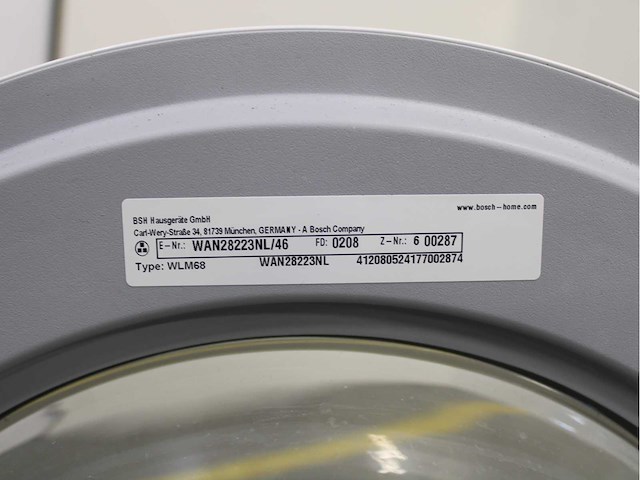 www.bosch-home.com
BSH Hausgeräte GmbH
Carl-Wery-Straße 34, 81739 München, GERMANY - A Bosch Company
E-Nr.: WAN28223NL/46 FD: 0208 Z-Nr.: 6 00287
Type: WLM68 WAN28223NL 412080524177002874